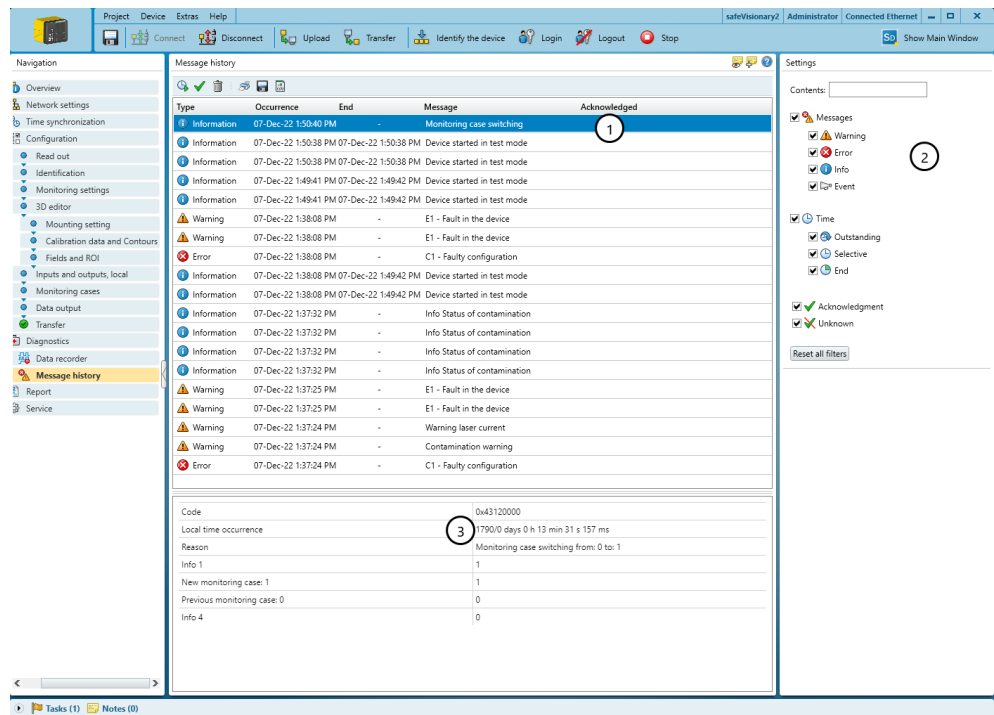 Project Device Extras Help
safeVisionary2 Administrator Connected Ethernet
Connect Disconnect Upload Transfer Identify the device Login Logout Stop
So Show Main Window
Navigation
Overview
Network settings
Time synchronization
Configuration
Read out
Identification
Monitoring settings
3D editor
Mounting setting
Calibration data and Contours
Fields and ROI
Inputs and outputs, local
Monitoring cases
Data output
Transfer
Diagnostics
Data recorder
Message history
Report
Service
Message history
Type Occurrence End Message Acknowledged
Information 07-Dec-22 1:50:40 PM - Monitoring case switching
1
Information 07-Dec-22 1:50:38 PM 07-Dec-22 1:50:38 PM Device started in test mode
Information 07-Dec-22 1:50:38 PM 07-Dec-22 1:50:38 PM Device started in test mode
Information 07-Dec-22 1:49:41 PM 07-Dec-22 1:49:42 PM Device started in test mode
Information 07-Dec-22 1:49:41 PM 07-Dec-22 1:49:42 PM Device started in test mode
Warning 07-Dec-22 1:38:08 PM - E1 - Fault in the device
Warning 07-Dec-22 1:38:08 PM - E1 - Fault in the device
Error 07-Dec-22 1:38:08 PM - C1 - Faulty configuration
Information 07-Dec-22 1:38:08 PM 07-Dec-22 1:49:42 PM Device started in test mode
Information 07-Dec-22 1:38:08 PM 07-Dec-22 1:49:42 PM Device started in test mode
Information 07-Dec-22 1:37:32 PM - Info Status of contamination
Information 07-Dec-22 1:37:32 PM - Info Status of contamination
Information 07-Dec-22 1:37:32 PM - Info Status of contamination
Information 07-Dec-22 1:37:32 PM - Info Status of contamination
Warning 07-Dec-22 1:37:25 PM - E1 - Fault in the device
Warning 07-Dec-22 1:37:25 PM - E1 - Fault in the device
Warning 07-Dec-22 1:37:24 PM - Warning laser current
Warning 07-Dec-22 1:37:24 PM - Contamination warning
Error 07-Dec-22 1:37:24 PM - C1 - Faulty configuration
Code 0x43120000
Local time occurrence 3 1790/0 days 0 h 13 min 31 s 157 ms
Reason Monitoring case switching from: 0 to: 1
Info 1 1
New monitoring case: 1 1
Previous monitoring case: 0 0
Info 4 0
Settings
Contents:
Messages
Warning
Error
2
Info
Event
Time
Outstanding
Selective
End
Acknowledgment
Unknown
Reset all filters
Tasks (1) Notes (0)